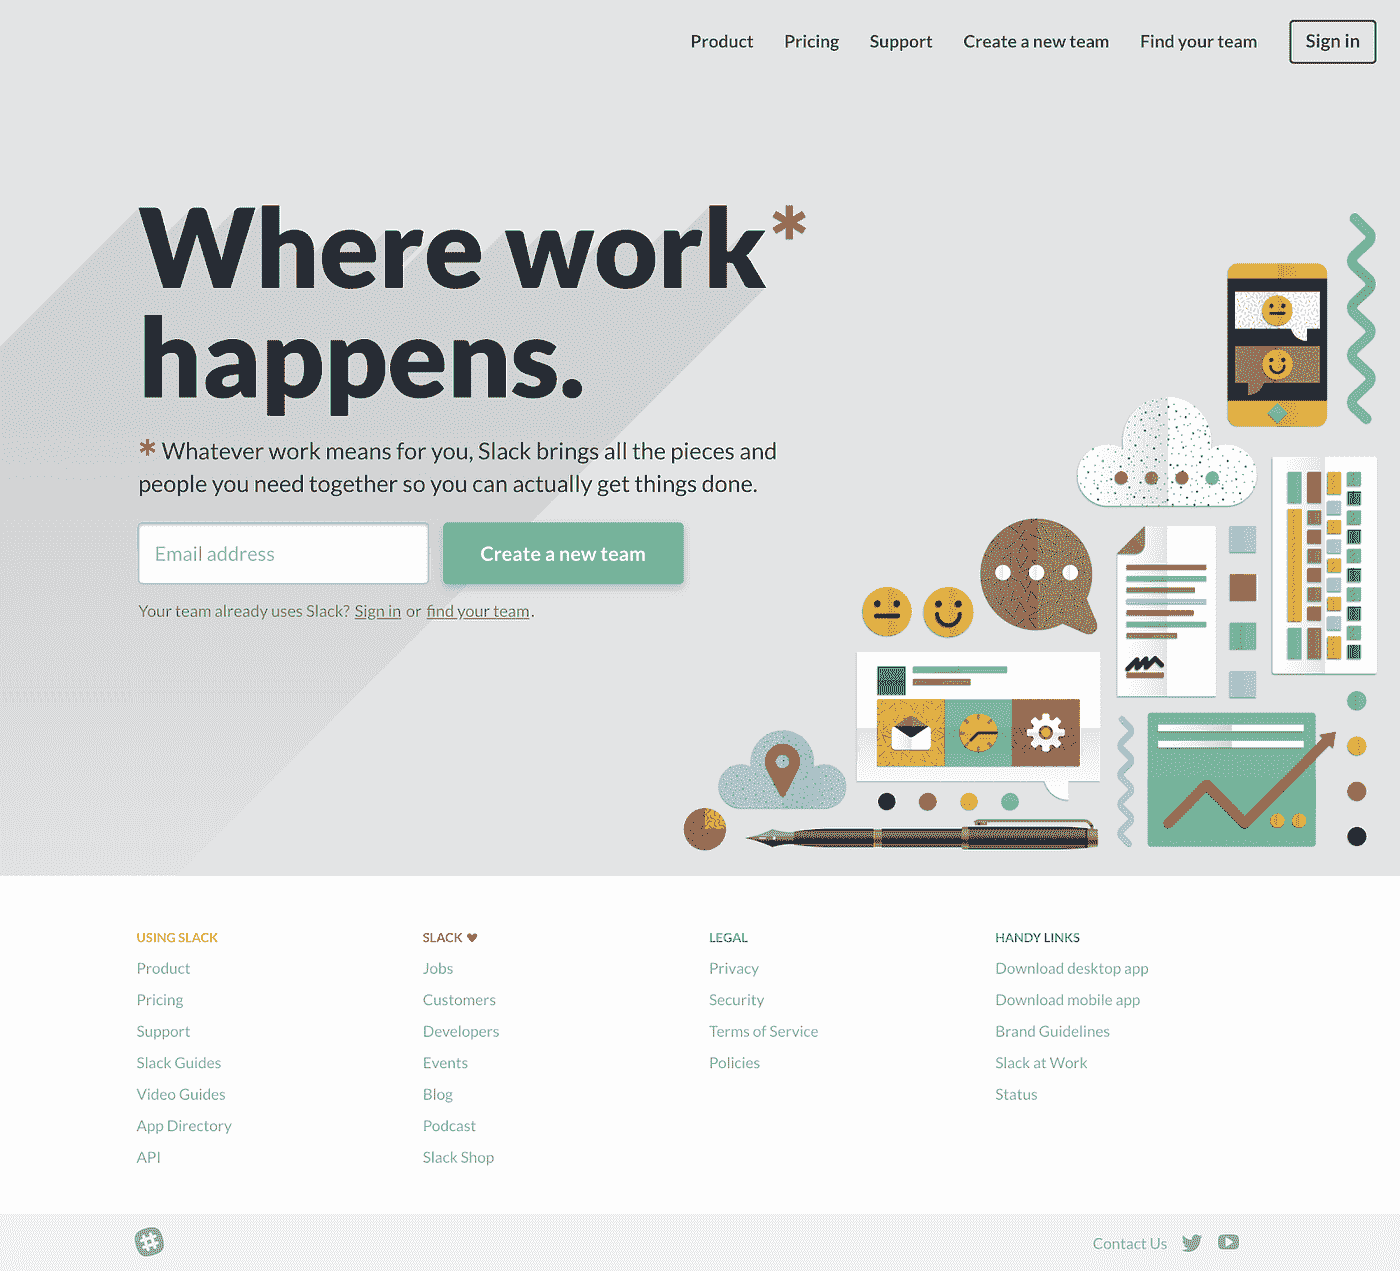 Product Pricing Support Create a new team Find your team Sign in
Where work*
happens.
* Whatever work means for you, Slack brings all the pieces and
people you need together so you can actually get things done.
Email address
Create a new team
Your team already uses Slack? Sign in or find your team.
USING SLACK
Product
Pricing
Support
Slack Guides
Video Guides
App Directory
API
SLACK ♥
Jobs
Customers
Developers
Events
Blog
Podcast
Slack Shop
LEGAL
Privacy
Security
Terms of Service
Policies
HANDY LINKS
Download desktop app
Download mobile app
Brand Guidelines
Slack at Work
Status
Contact Us